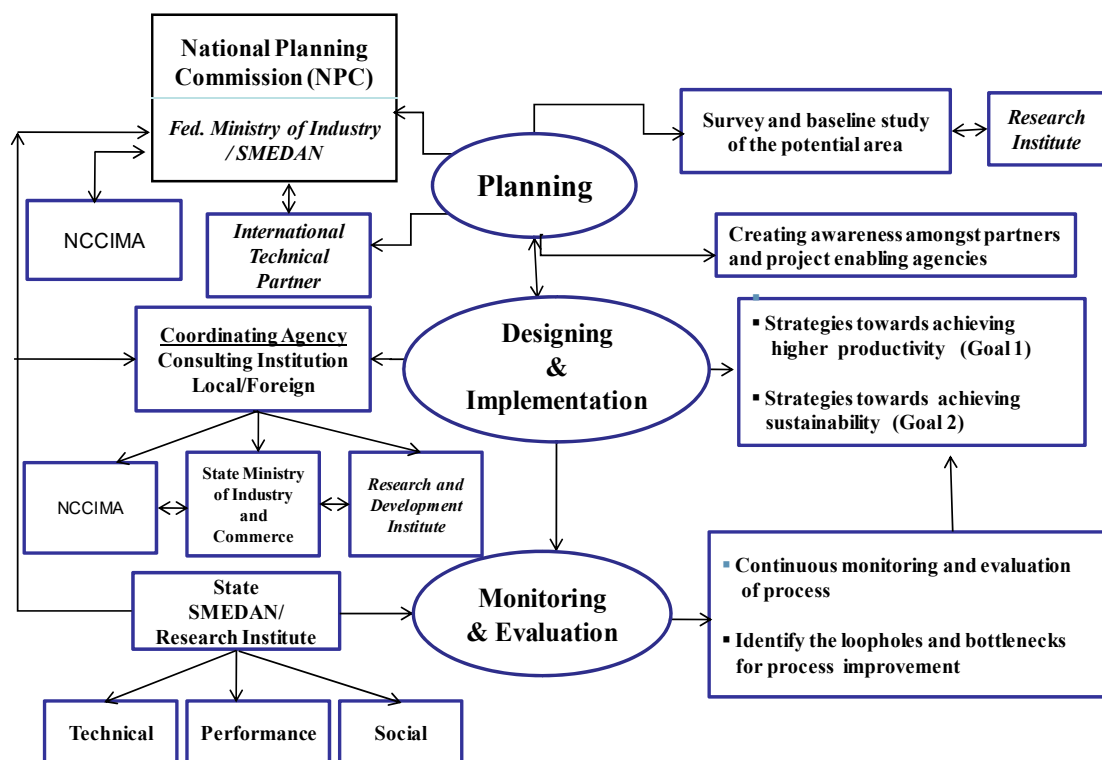 National Planning
Commission (NPC)
Fed. Ministry of Industry
/ SMEDAN
Planning
Survey and baseline study
of the potential area
Research
Institute
NCCIMA
International
Technical
Partner
Creating awareness amongst partners
and project enabling agencies
Coordinating Agency
Consulting Institution
Local/Foreign
Designing
&
Implementation
▪ Strategies towards achieving
higher productivity (Goal 1)
▪ Strategies towards achieving
sustainability (Goal 2)
NCCIMA
State Ministry
of Industry
and
Commerce
Research and
Development
Institute
State
SMEDAN/
Research Institute
Monitoring
& Evaluation
▪ Continuous monitoring and evaluation
of process
▪ Identify the loopholes and bottlenecks
for process improvement
Technical
Performance
Social